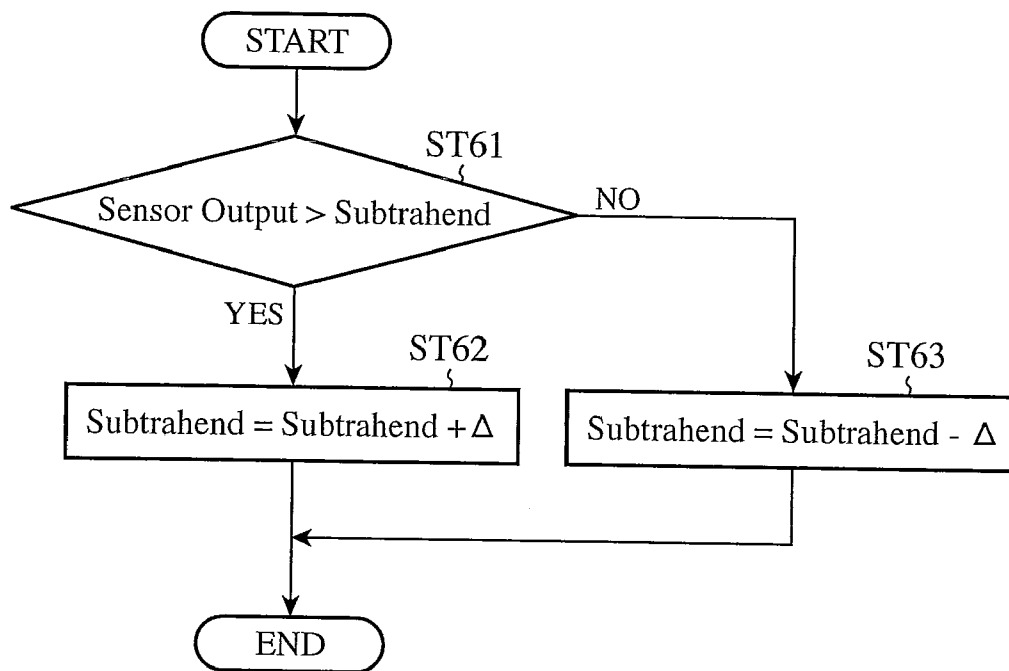 START
ST61
Sensor Output > Subtrahend
NO
YES
ST62
Subtrahend = Subtrahend + Δ
ST63
Subtrahend = Subtrahend - Δ
END